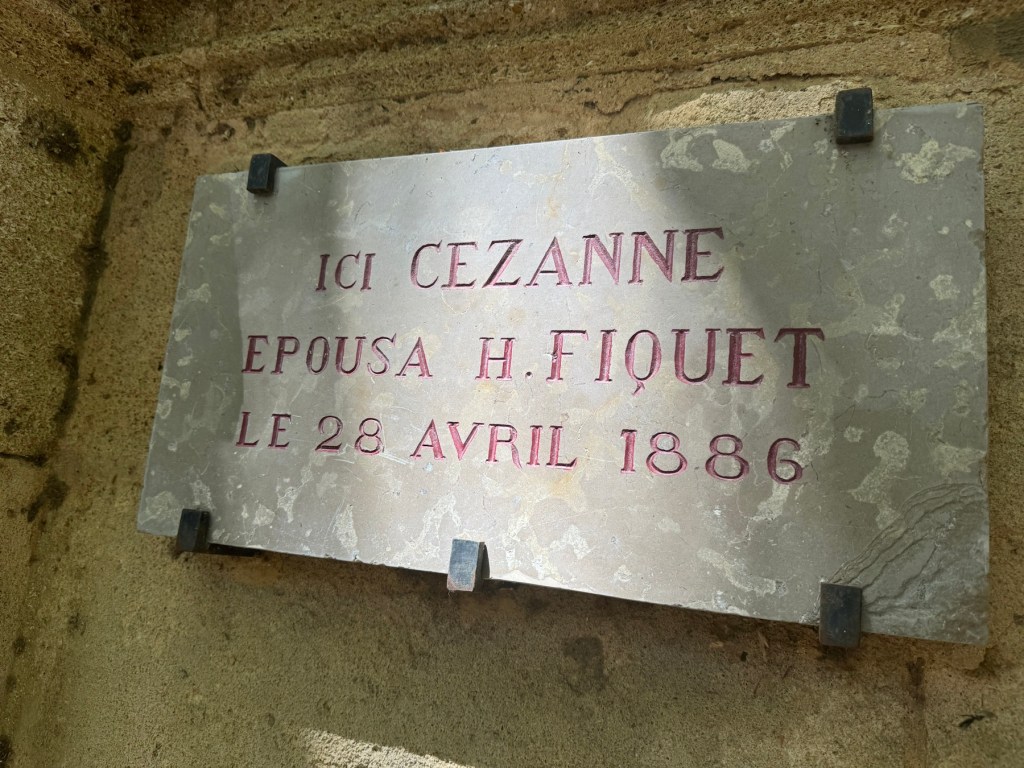 ICI CEZANNE
EPOUSA H. FIQUET
LE 28 AVRIL 1886